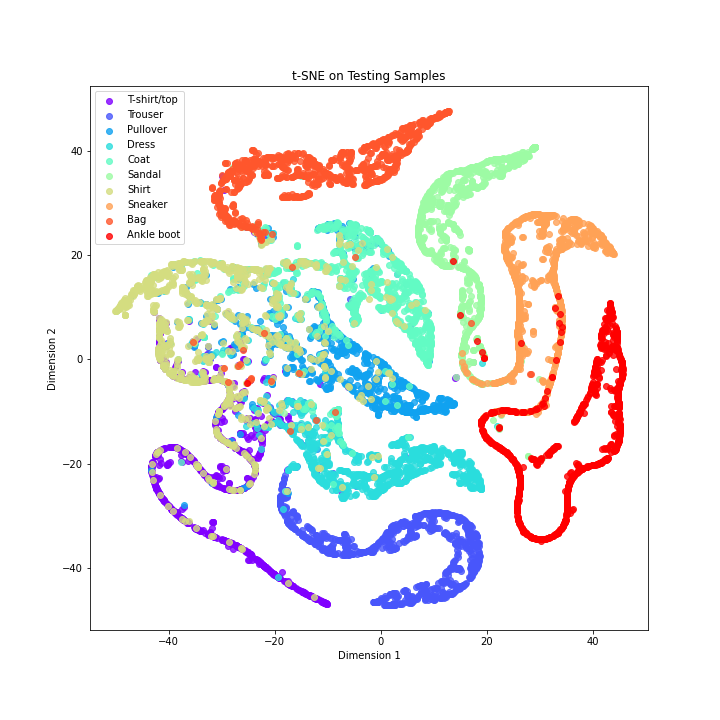 t-SNE on Testing Samples
T-shirt/top
Trouser
Pullover
Dress
Coat
Sandal
Shirt
Sneaker
Bag
Ankle boot
40
20
0
−20
−40
Dimension 2
−40 −20 0 20 40
Dimension 1